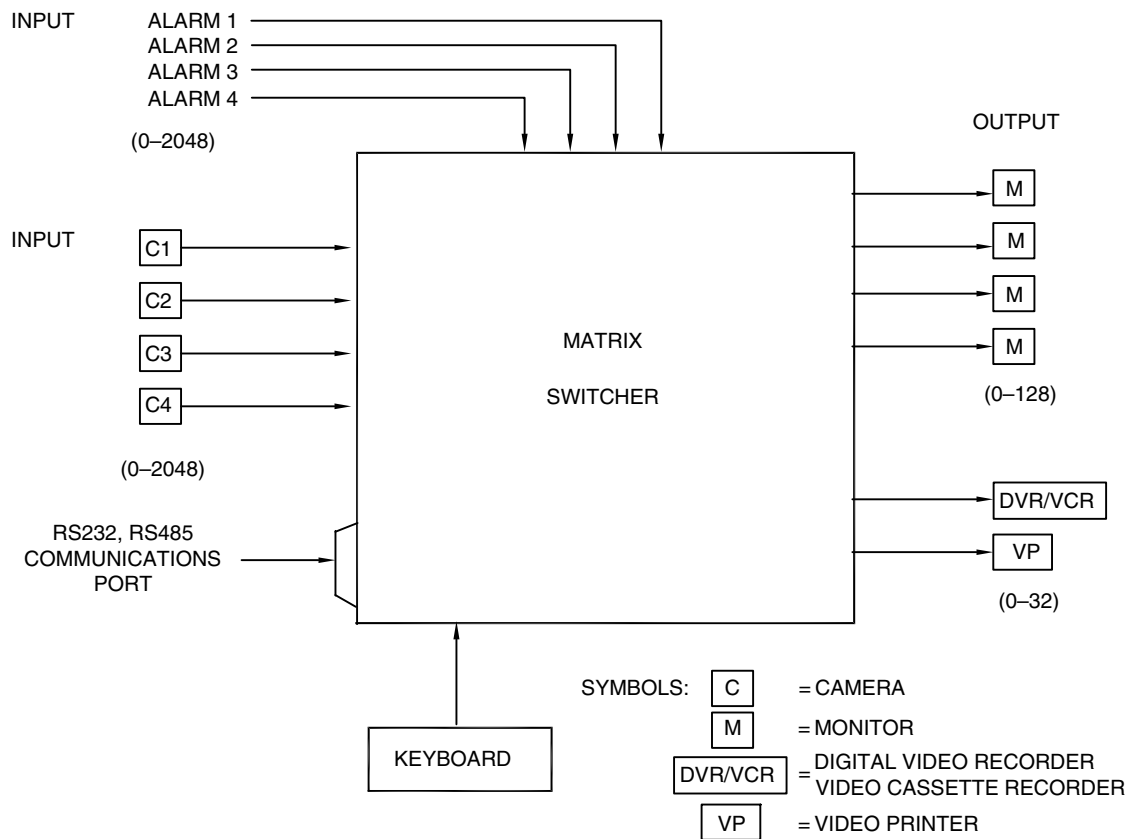 INPUT
ALARM 1
ALARM 2
ALARM 3
ALARM 4
(0–2048)
OUTPUT
M
M
M
M
(0–128)
INPUT
C1
C2
C3
C4
(0–2048)
MATRIX
SWITCHER
RS232, RS485
COMMUNICATIONS
PORT
DVR/VCR
VP
(0–32)
KEYBOARD
SYMBOLS:
C
= CAMERA
M
= MONITOR
DVR/VCR
= DIGITAL VIDEO RECORDER
VIDEO CASSETTE RECORDER
VP
= VIDEO PRINTER